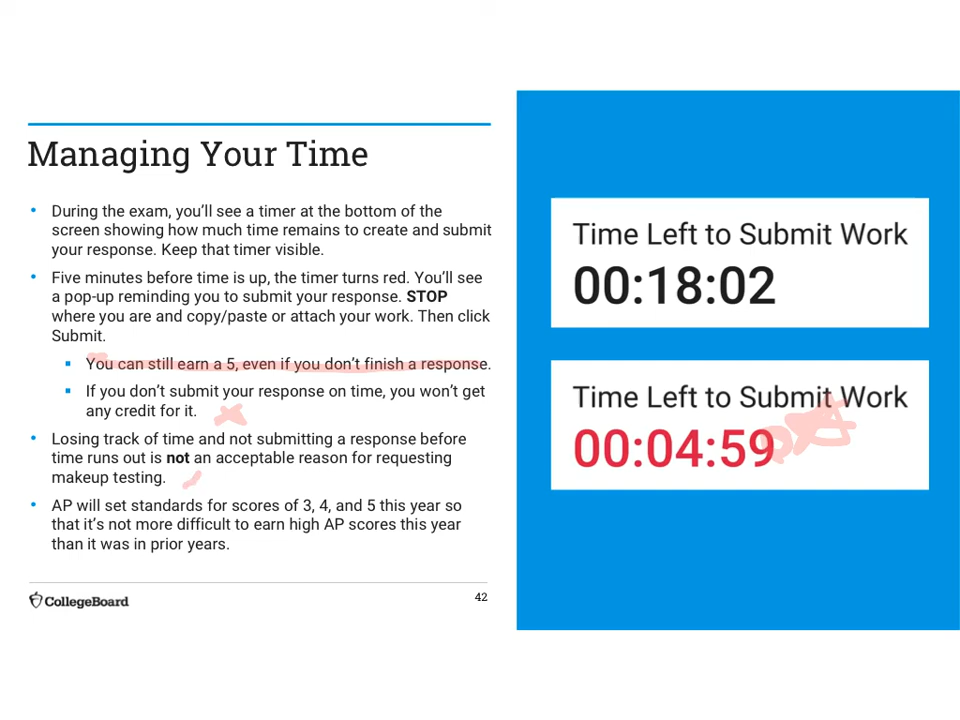 Managing Your Time
• During the exam, you’ll see a timer at the bottom of the
screen showing how much time remains to create and submit
your response. Keep that timer visible.
• Five minutes before time is up, the timer turns red. You’ll see
a pop-up reminding you to submit your response. STOP
where you are and copy/paste or attach your work. Then click
Submit.
▪ You can still earn a 5, even if you don’t finish a response.
▪ If you don’t submit your response on time, you won’t get
any credit for it.
• Losing track of time and not submitting a response before
time runs out is not an acceptable reason for requesting
makeup testing.
• AP will set standards for scores of 3, 4, and 5 this year so
that it’s not more difficult to earn high AP scores this year
than it was in prior years.
CollegeBoard
42
Time Left to Submit Work
00:18:02
Time Left to Submit Work
00:04:59